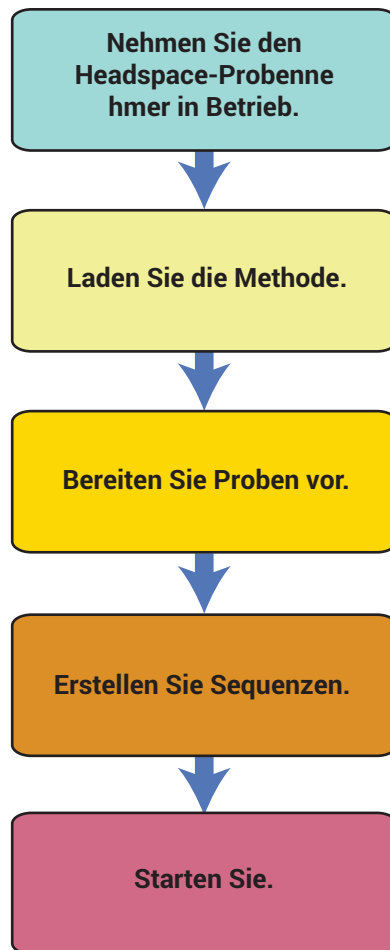 Nehmen Sie den
Headspace-Probenne
hmer in Betrieb.
Laden Sie die Methode.
Bereiten Sie Proben vor.
Erstellen Sie Sequenzen.
Starten Sie.